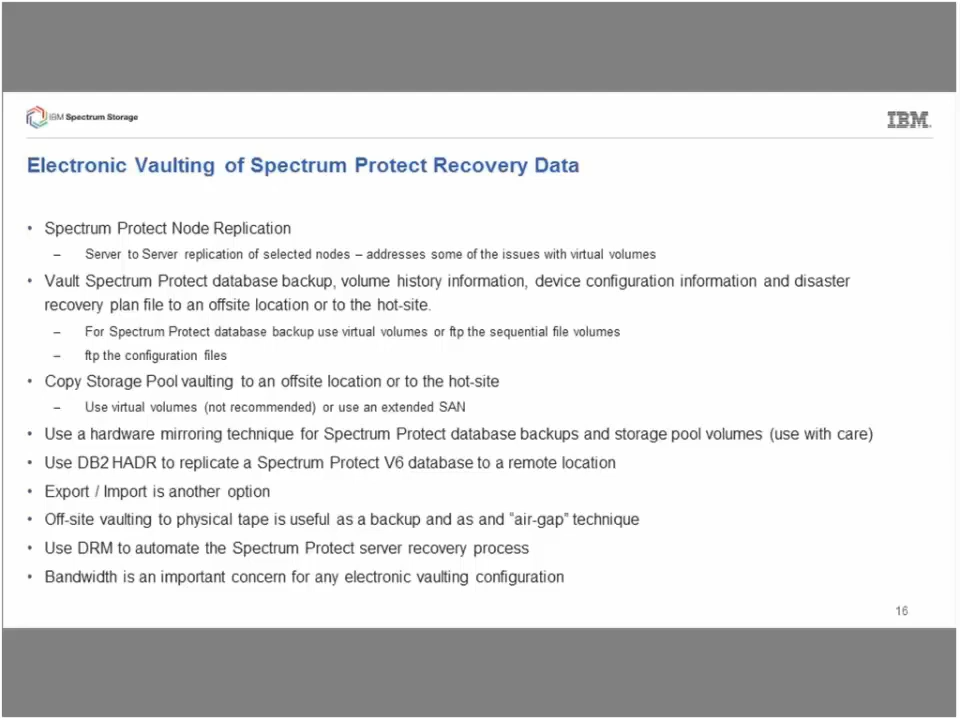 IBM Spectrum Storage
IBM
Electronic Vaulting of Spectrum Protect Recovery Data
• Spectrum Protect Node Replication
– Server to Server replication of selected nodes – addresses some of the issues with virtual volumes
• Vault Spectrum Protect database backup, volume history information, device configuration information and disaster
recovery plan file to an offsite location or to the hot-site.
– For Spectrum Protect database backup use virtual volumes or ftp the sequential file volumes
– ftp the configuration files
• Copy Storage Pool vaulting to an offsite location or to the hot-site
– Use virtual volumes (not recommended) or use an extended SAN
• Use a hardware mirroring technique for Spectrum Protect database backups and storage pool volumes (use with care)
• Use DB2 HADR to replicate a Spectrum Protect V6 database to a remote location
• Export / Import is another option
• Off-site vaulting to physical tape is useful as a backup and as and “air-gap” technique
• Use DRM to automate the Spectrum Protect server recovery process
• Bandwidth is an important concern for any electronic vaulting configuration
16